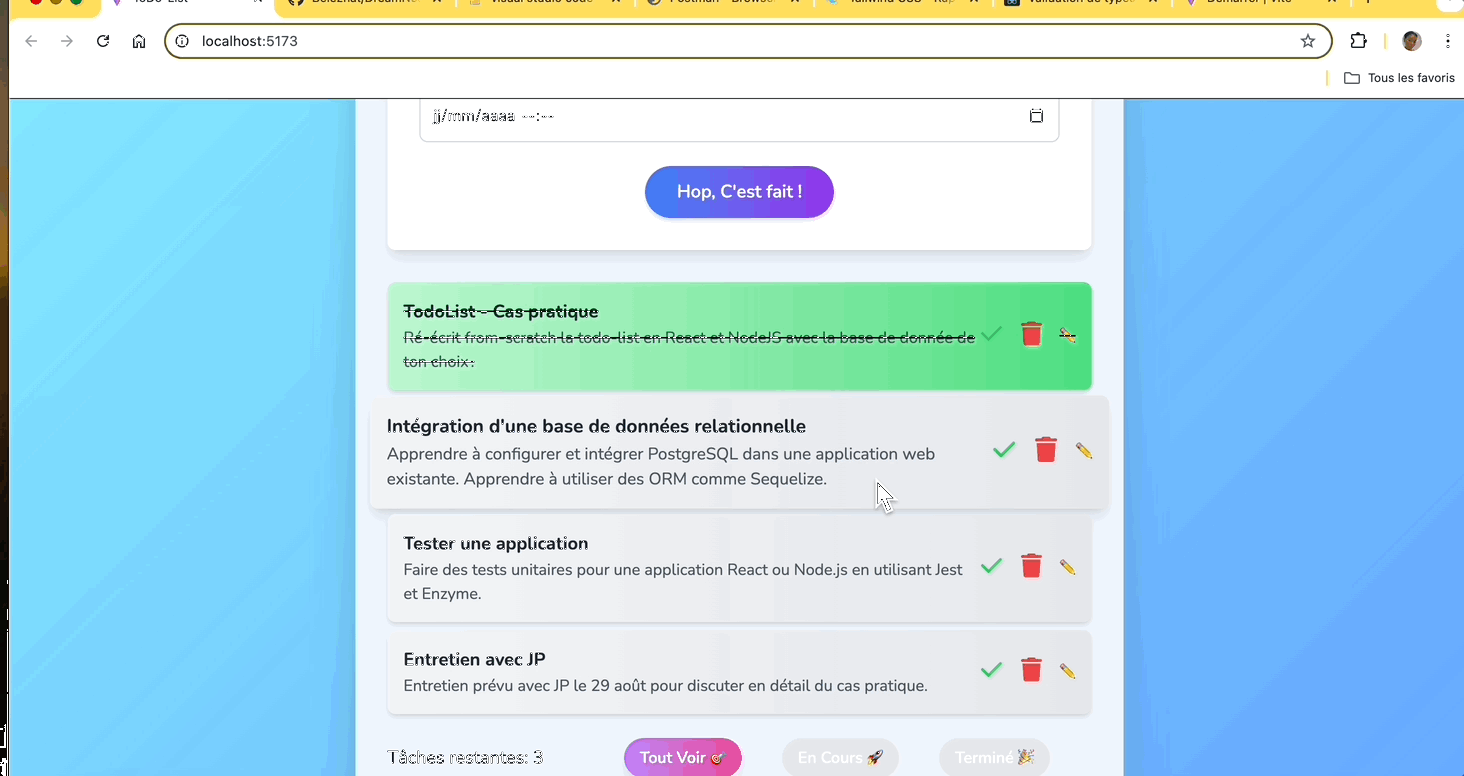 localhost:5173
Tous les favoris
jj/mm/aaaa --:--
Hop, C'est fait !
TodoList - Cas pratique
Ré-écrit from-scratch la todo-list en React et NodeJS avec la base de donnée de
ton choix.
Intégration d'une base de données relationnelle
Apprendre à configurer et intégrer PostgreSQL dans une application web
existante. Apprendre à utiliser des ORM comme Sequelize.
Tester une application
Faire des tests unitaires pour une application React ou Node.js en utilisant Jest
et Enzyme.
Entretien avec JP
Entretien prévu avec JP le 29 août pour discuter en détail du cas pratique.
Tâches restantes: 3
Tout Voir 🎯
En Cours 🚀
Terminé 🎉